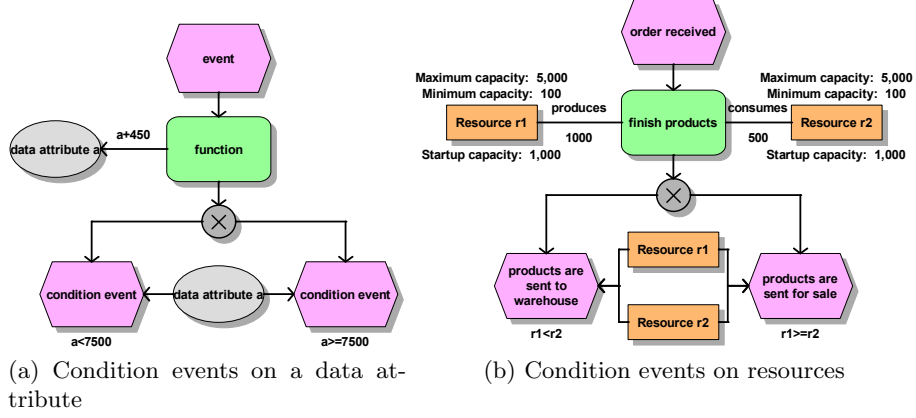 event
a+450
data attribute a
function
condition event
data attribute a
condition event
a<7500
a>=7500
(a) Condition events on a data at-
tribute
order received
Maximum capacity: 5,000
Minimum capacity: 100
Resource r1
Startup capacity: 1,000
produces
1000
finish products
consumes
500
Maximum capacity: 5,000
Minimum capacity: 100
Resource r2
Startup capacity: 1,000
products are
sent to
warehouse
r1<r2
Resource r1
Resource r2
products are
sent for sale
r1>=r2
(b) Condition events on resources